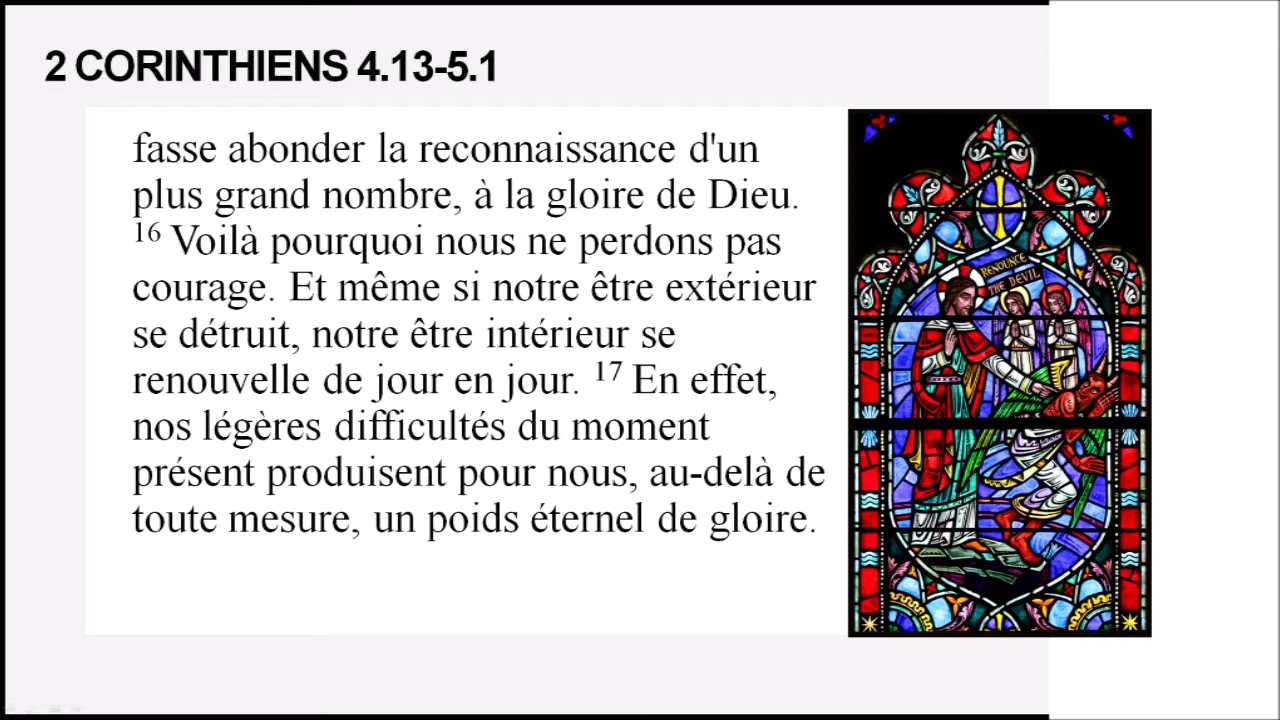 2 CORINTHIENS 4.13-5.1
fasse abonder la reconnaissance d'un
plus grand nombre, à la gloire de Dieu.
16 Voilà pourquoi nous ne perdons pas
courage. Et même si notre être extérieur
se détruit, notre être intérieur se
renouvelle de jour en jour. 17 En effet,
nos légères difficultés du moment
présent produisent pour nous, au-delà de
toute mesure, un poids éternel de gloire.
RENOUNCE
THE DEVIL